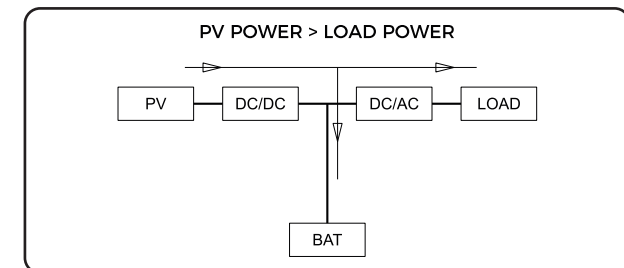 PV POWER > LOAD POWER
PV DC/DC DC/AC LOAD
BAT